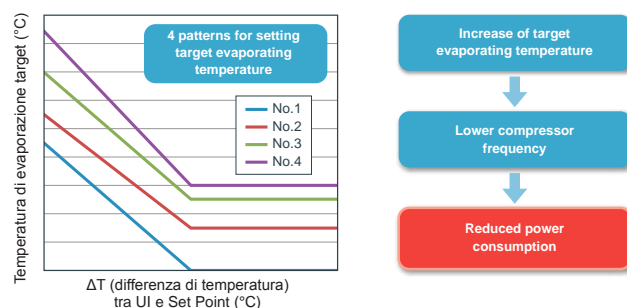 Temperatura di evaporazione target (°C)
4 patterns for setting
target evaporating
temperature
No.1
No.2
No.3
No.4
ΔT (differenza di temperatura)
tra UI e Set Point (°C)
Increase of target
evaporating temperature
Lower compressor
frequency
Reduced power
consumption